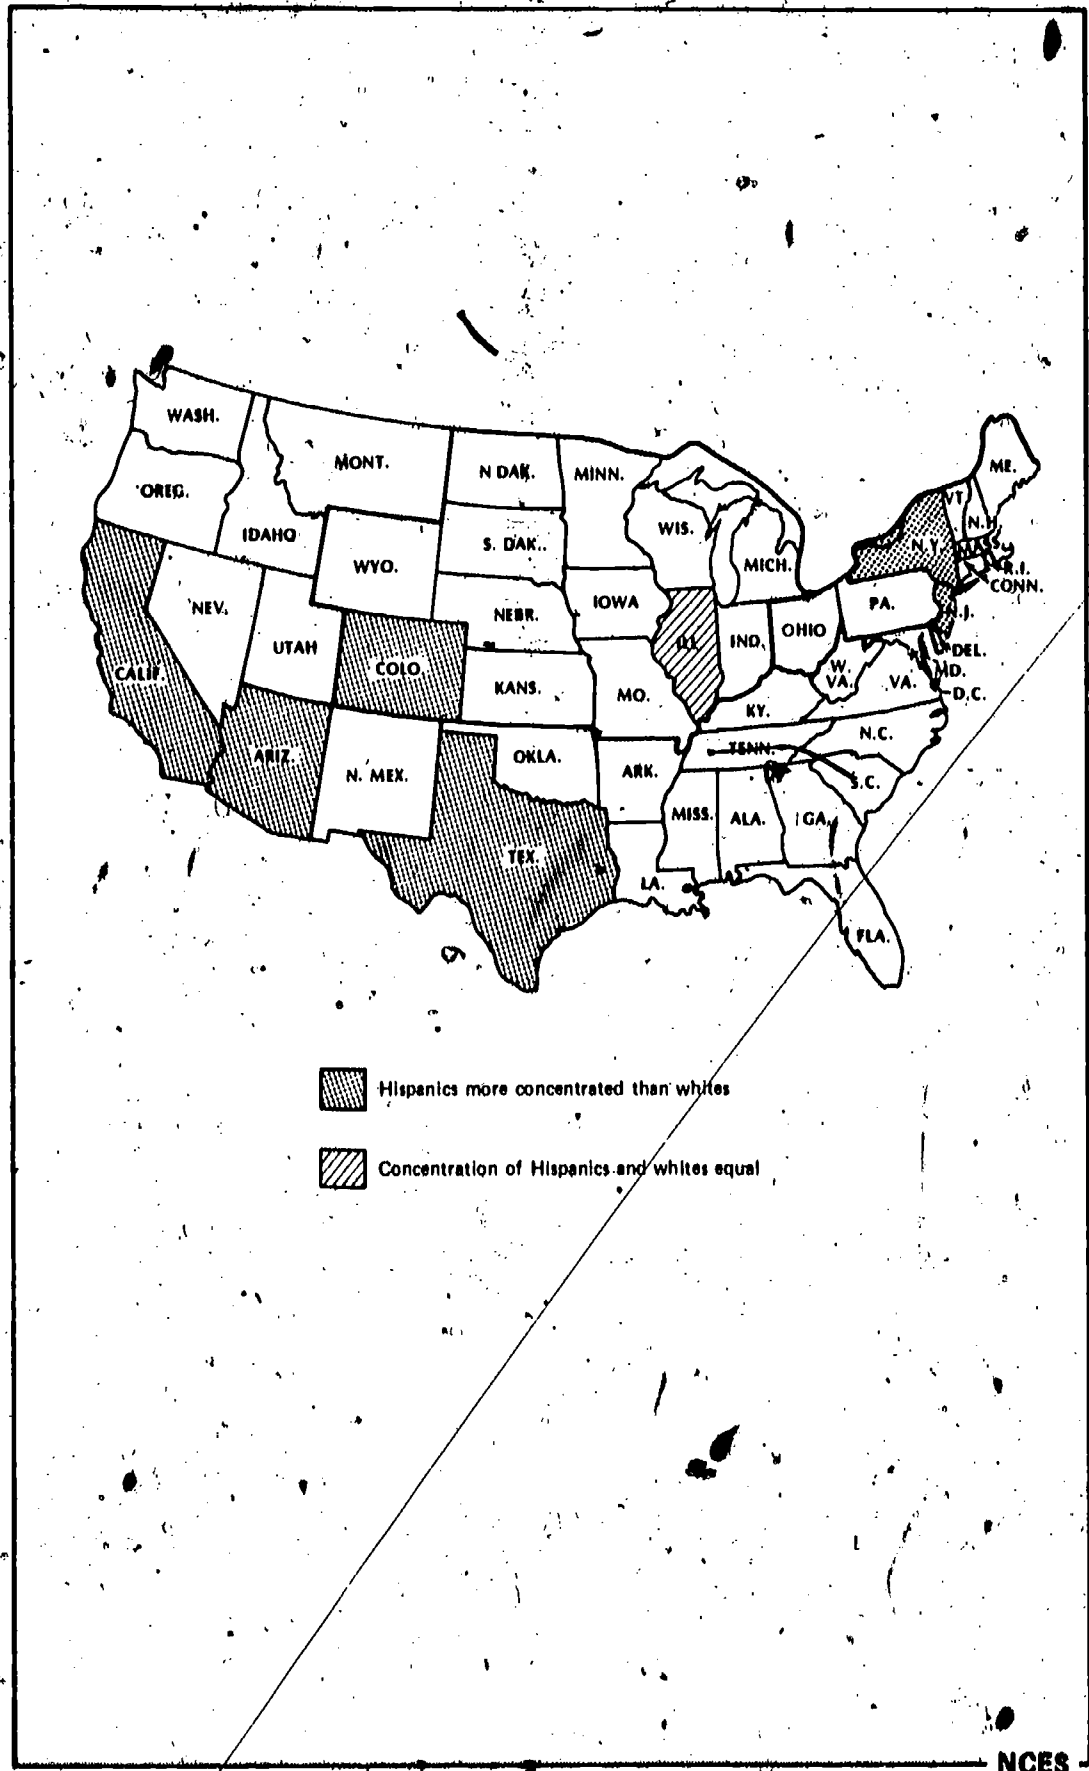 WASH.
MONT.
N DAK.
MINN.
ME.
OREG.
VT.
N.H.
IDAHO
S. DAK.
WIS.
N.Y.
MASS.
WYO.
MICH.
R.I.
CONN.
NEV.
NEBR.
IOWA
PA.
N.J.
UTAH
COLO.
ILL.
IND.
OHIO
DEL.
CALIF.
KANS.
MO.
W. VA.
VA.
MD.
D.C.
KY.
N.C.
ARIZ.
N. MEX.
OKLA.
ARK.
TENN.
S.C.
TEX.
MISS.
ALA.
GA.
LA.
FLA.
Hispanics more concentrated than whites
Concentration of Hispanics and whites equal
NCES